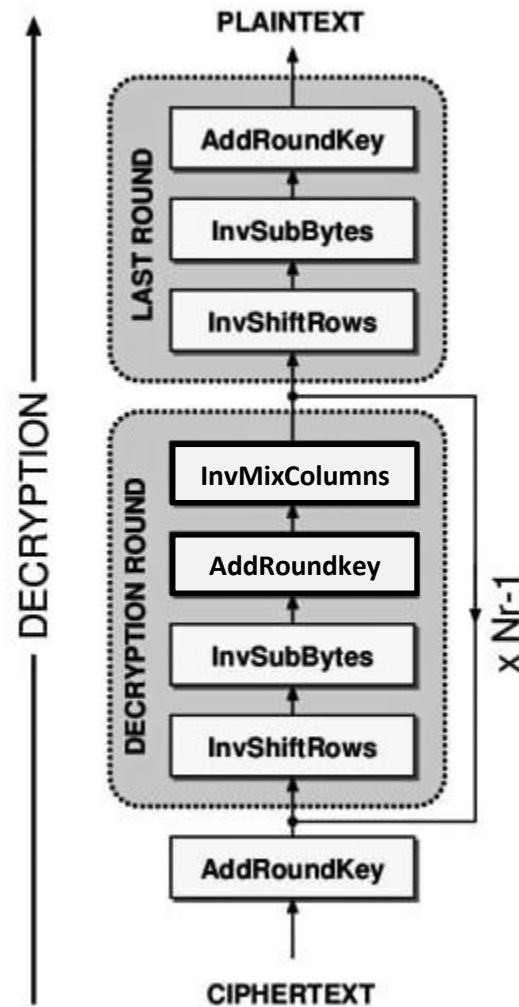 PLAINTEXT
AddRoundKey
InvSubBytes
InvShiftRows
LAST ROUND
InvMixColumns
AddRoundkey
InvSubBytes
InvShiftRows
DECRYPTION ROUND
x Nr-1
DECRYPTION
AddRoundKey
CIPHERTEXT